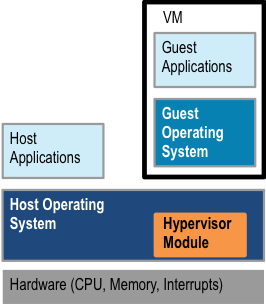 VM
Guest
Applications
Guest
Operating
System
Host
Applications
Host Operating
System
Hypervisor
Module
Hardware (CPU, Memory, Interrupts)